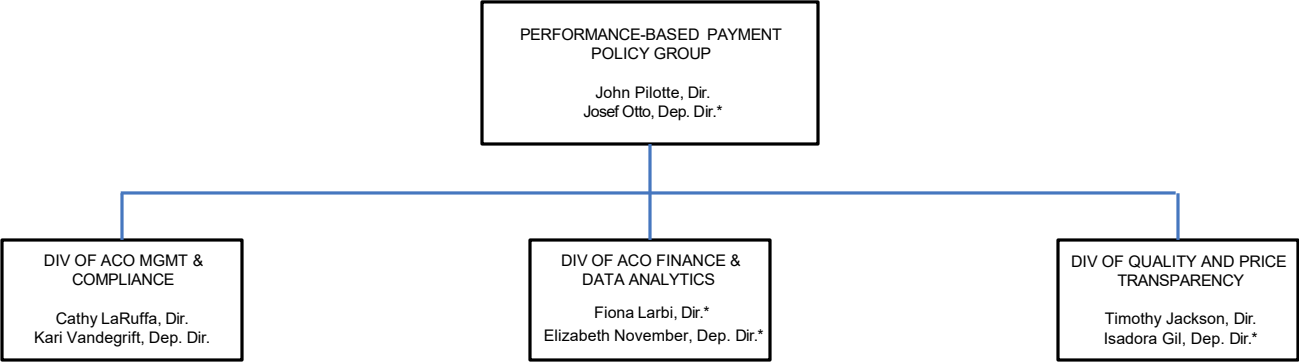 PERFORMANCE-BASED PAYMENT
POLICY GROUP
John Pilotte, Dir.
Josef Otto, Dep. Dir.*
DIV OF ACO MGMT &
COMPLIANCE
Cathy LaRuffa, Dir.
Kari Vandegrift, Dep. Dir.
DIV OF ACO FINANCE &
DATA ANALYTICS
Fiona Larbi, Dir.*
Elizabeth November, Dep. Dir.*
DIV OF QUALITY AND PRICE
TRANSPARENCY
Timothy Jackson, Dir.
Isadora Gil, Dep. Dir.*